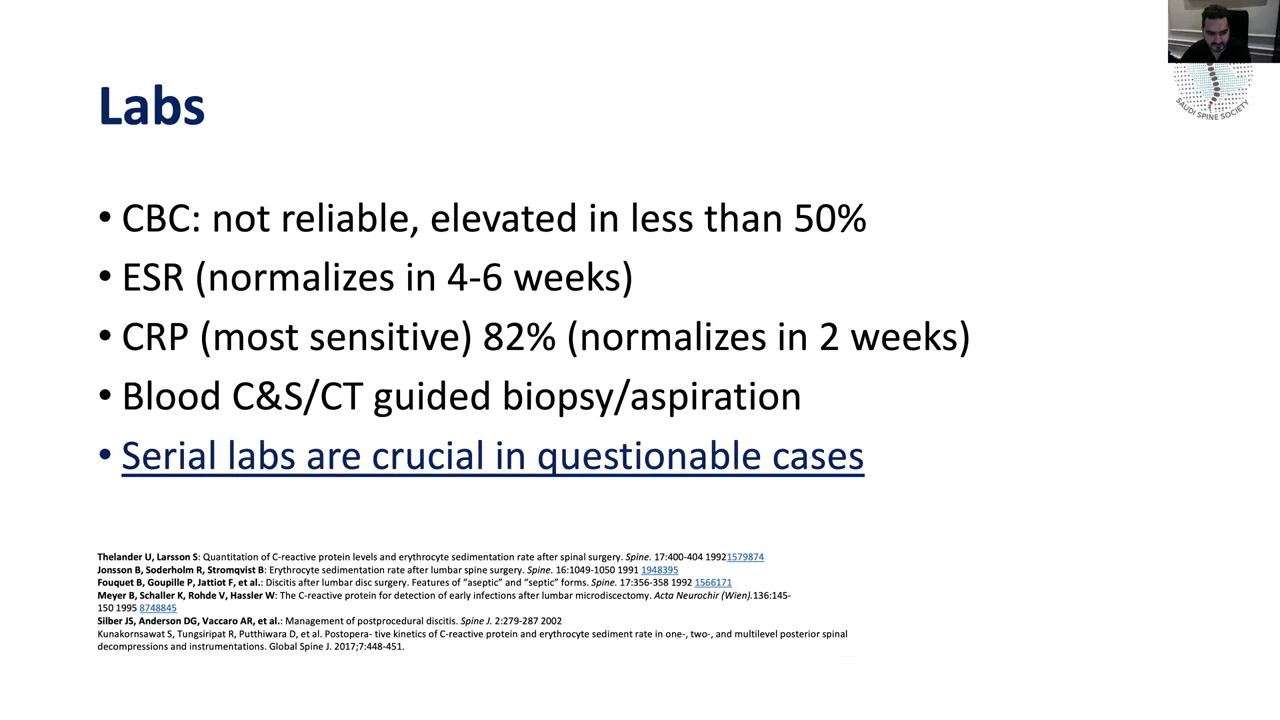 Labs
SAUDI SPINE SOCIETY
• CBC: not reliable, elevated in less than 50%
• ESR (normalizes in 4-6 weeks)
• CRP (most sensitive) 82% (normalizes in 2 weeks)
• Blood C&S/CT guided biopsy/aspiration
• Serial labs are crucial in questionable cases
Thelander U, Larsson S: Quantitation of C-reactive protein levels and erythrocyte sedimentation rate after spinal surgery. Spine. 17:400-404 19921579874
Jonsson B, Soderholm R, Stromqvist B: Erythrocyte sedimentation rate after lumbar spine surgery. Spine. 16:1049-1050 1991 1948395
Fouquet B, Goupille P, Jattiot F, et al.: Discitis after lumbar disc surgery. Features of “aseptic” and “septic” forms. Spine. 17:356-358 1992 1566171
Meyer B, Schaller K, Rohde V, Hassler W: The C-reactive protein for detection of early infections after lumbar microdiscectomy. Acta Neurochir (Wien).136:145-
150 1995 8748845
Silber JS, Anderson DG, Vaccaro AR, et al.: Management of postprocedural discitis. Spine J. 2:279-287 2002
Kunakornsawat S, Tungsiripat R, Putthiwara D, et al. Postopera- tive kinetics of C-reactive protein and erythrocyte sediment rate in one-, two-, and multilevel posterior spinal
decompressions and instrumentations. Global Spine J. 2017;7:448-451.